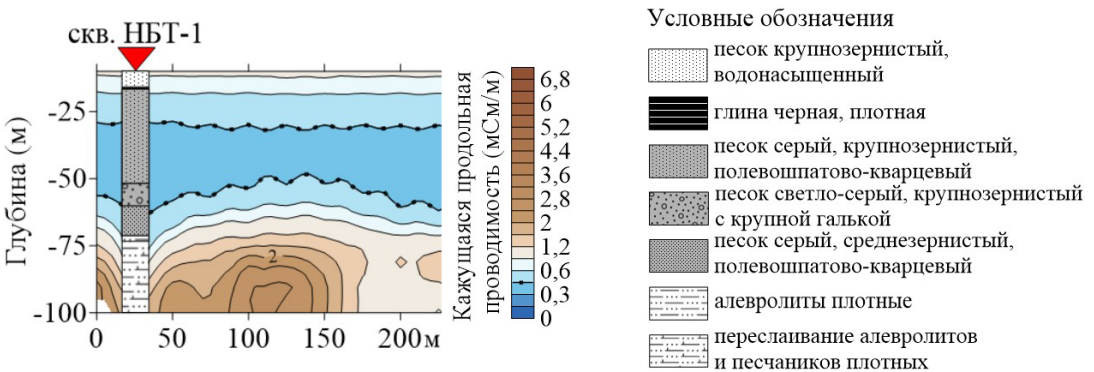 скв. НБТ-1
Глубина (м)
-25
-50
-75
-100
0
50
100
150
200м
2
Кажущаяся продольная
проводимость (мСм/м)
6,8
6
5,2
4,4
3,6
2,8
2
1,2
0,6
0,3
0
Условные обозначения
песок крупнозернистый,
водонасыщенный
глина черная, плотная
песок серый, крупнозернистый,
полевошпатово-кварцевый
песок светло-серый, крупнозернистый
с крупной галькой
песок серый, среднезернистый,
полевошпатово-кварцевый
алевролиты плотные
переслаивание алевролитов
и песчаников плотных